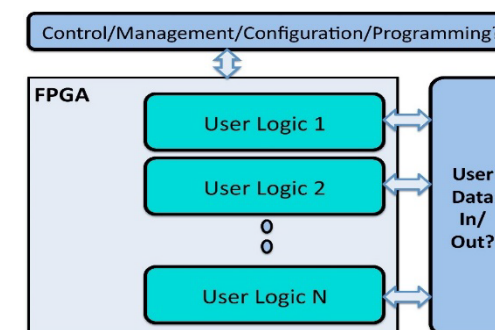 Control/Management/Configuration/Programming?
FPGA
User Logic 1
User Logic 2
User Logic N
User
Data
In/
Out?